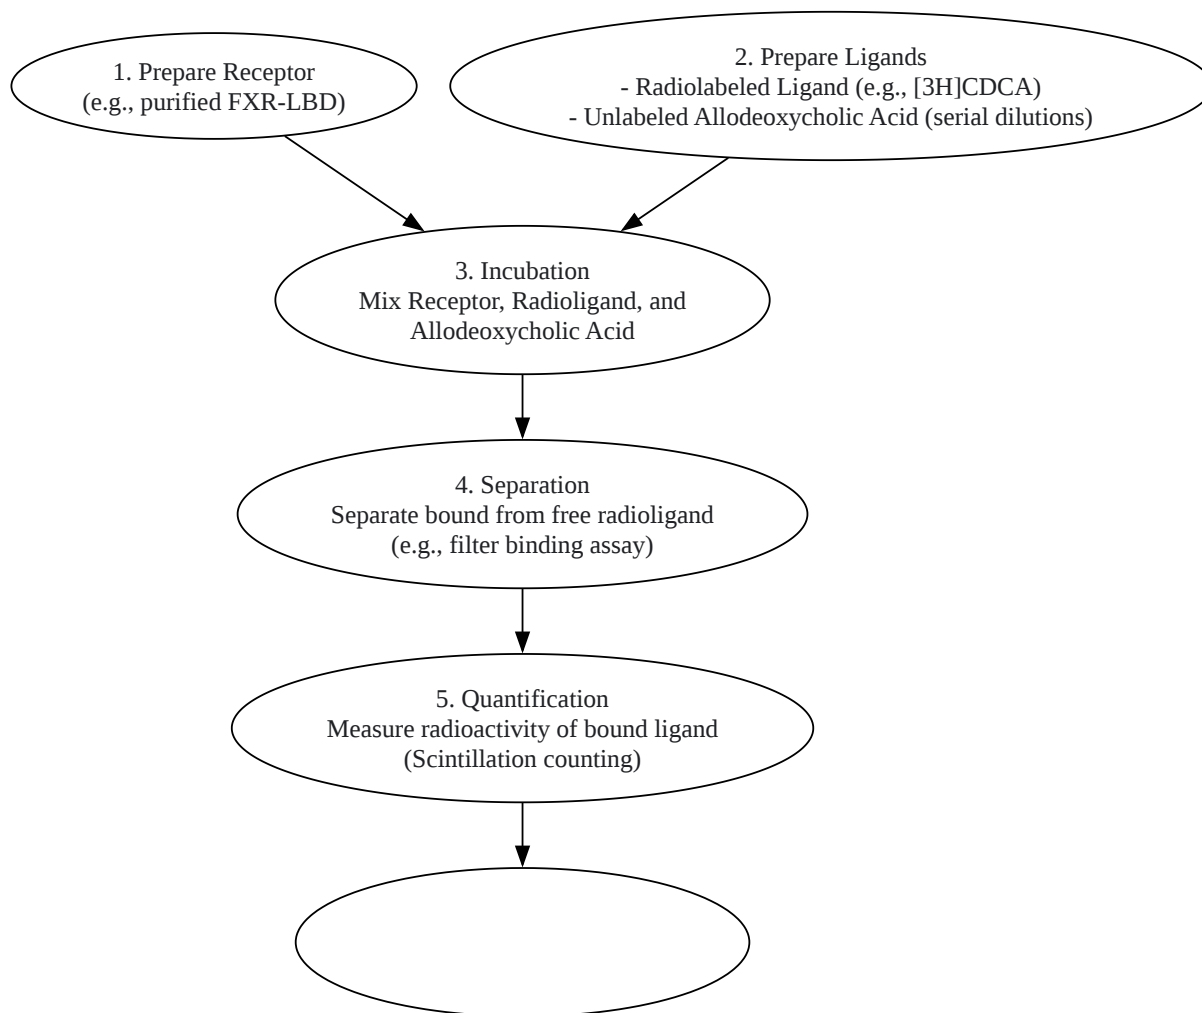 1. Prepare Receptor
(e.g., purified FXR-LBD)
2. Prepare Ligands
- Radiolabeled Ligand (e.g., [3H]CDCA)
- Unlabeled Allodeoxycholic Acid (serial dilutions)
3. Incubation
Mix Receptor, Radioligand, and
Allodeoxycholic Acid
4. Separation
Separate bound from free radioligand
(e.g., filter binding assay)
5. Quantification
Measure radioactivity of bound ligand
(Scintillation counting)